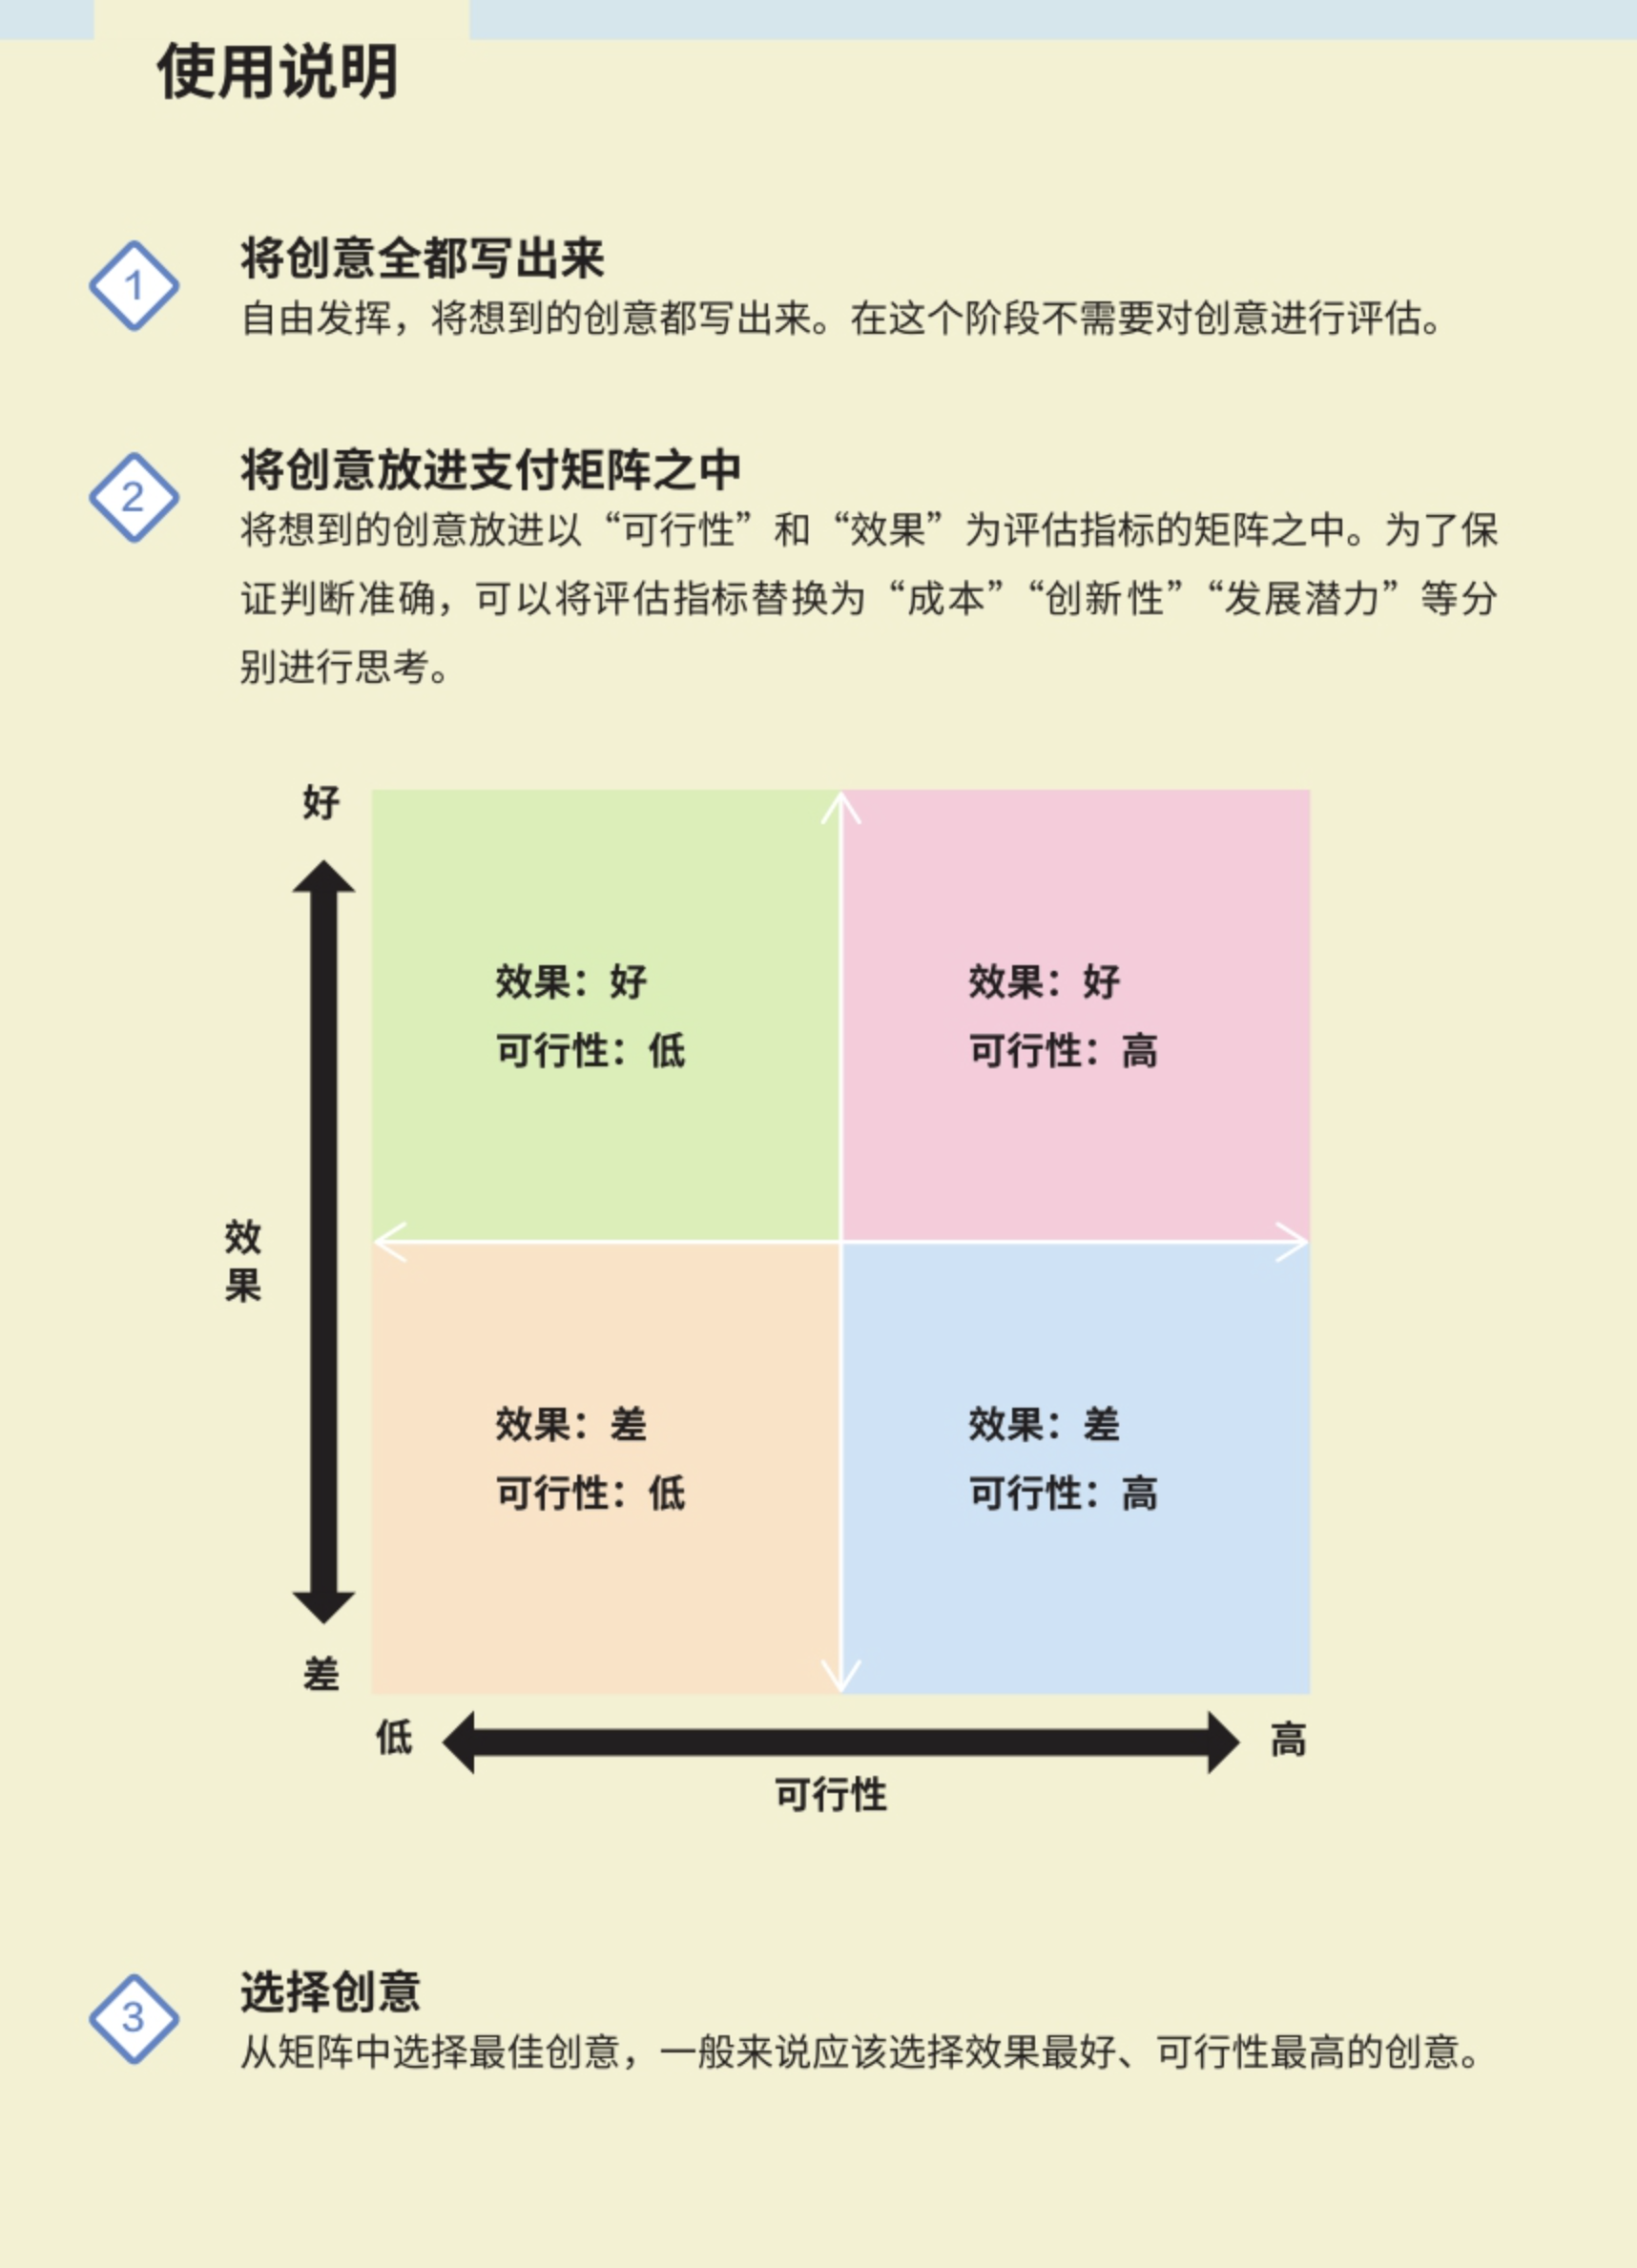 使用说明
1
将创意全都写出来
自由发挥，将想到的创意都写出来。在这个阶段不需要对创意进行评估。
2
将创意放进支付矩阵之中
将想到的创意放进以“可行性”和“效果”为评估指标的矩阵之中。为了保
证判断准确，可以将评估指标替换为“成本”“创新性”“发展潜力”等分
别进行思考。
好
效果：好
效果：好
可行性：低
可行性：高
效
果
效果：差
效果：差
可行性：低
可行性：高
差
低
高
可行性
3
选择创意
从矩阵中选择最佳创意，一般来说应该选择效果最好、可行性最高的创意。